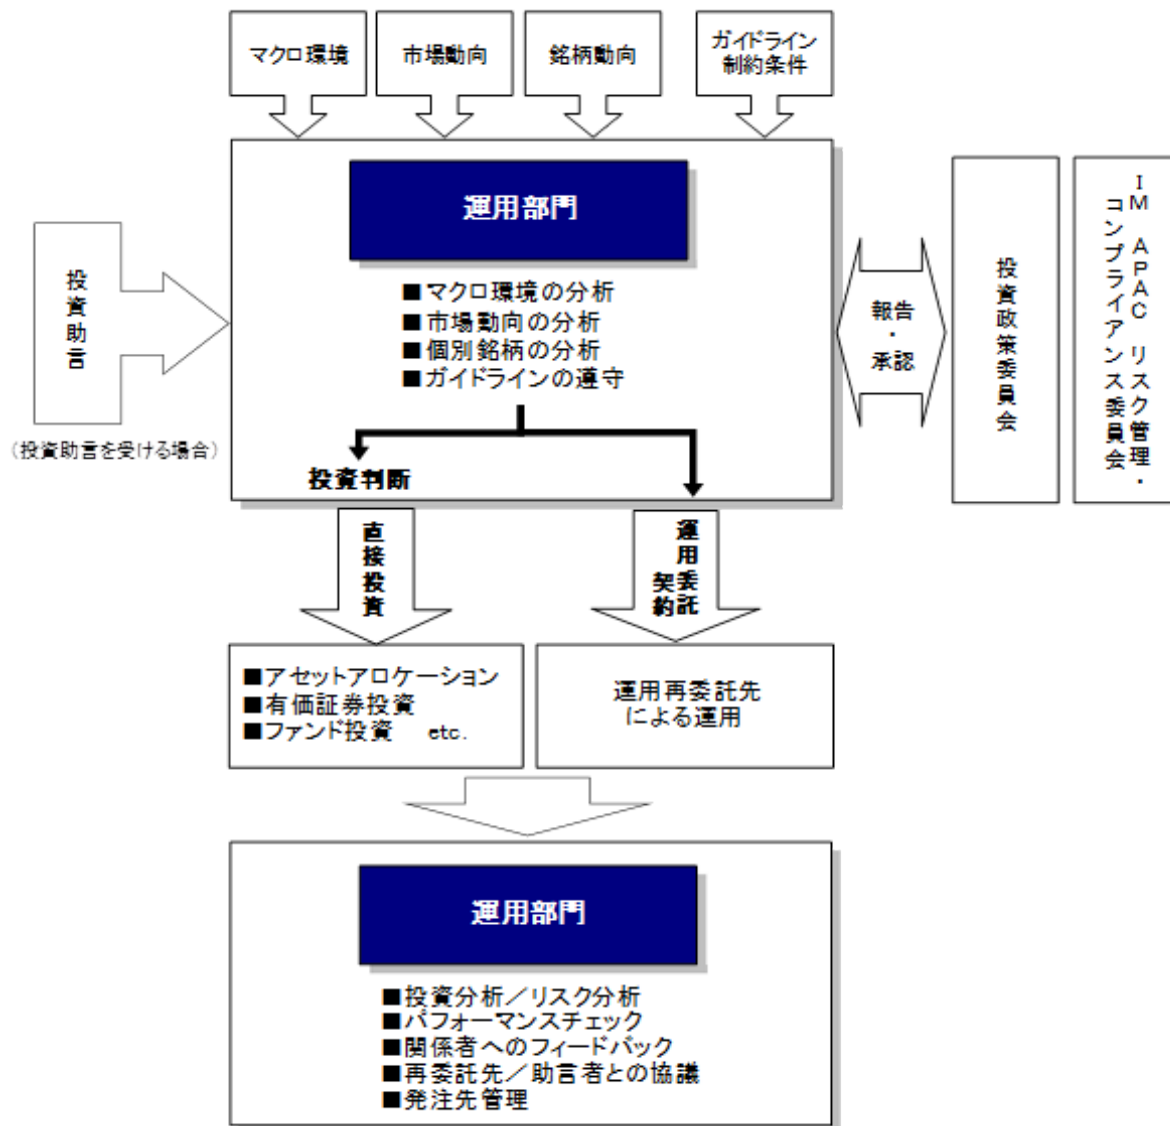 マクロ環境
市場動向
銘柄動向
ガイドライン
制約条件
運用部門
■マクロ環境の分析
■市場動向の分析
■個別銘柄の分析
■ガイドラインの遵守
投資助言
(投資助言を受ける場合)
報告
・
承認
投資政策委員会
IM APAC リスク管理・
コンプライアンス委員会
投資判断
直接投資
運用委託
契約
■アセットアロケーション
■有価証券投資
■ファンド投資 etc.
運用再委託先
による運用
運用部門
■投資分析/リスク分析
■パフォーマンスチェック
■関係者へのフィードバック
■再委託先/助言者との協議
■発注先管理